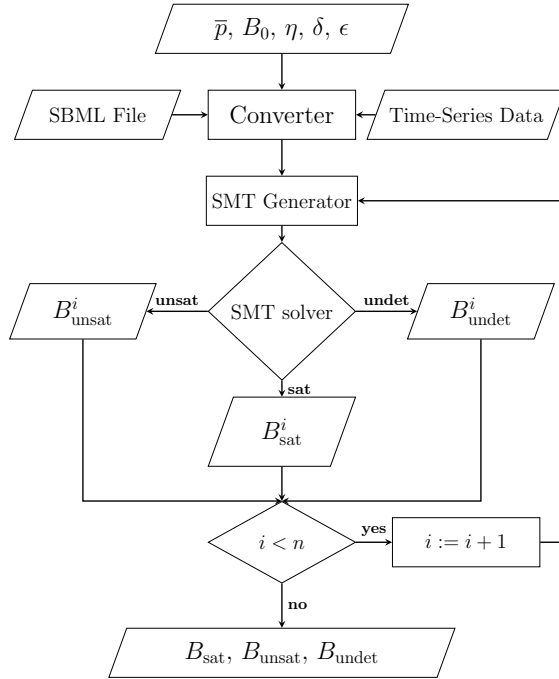 p̅, B₀, η, δ, ϵ
SBML File
Converter
Time-Series Data
SMT Generator
unsat
undet
Bⁱ_unsat
SMT solver
Bⁱ_undet
sat
Bⁱ_sat
i < n
yes
i := i + 1
no
B_sat, B_unsat, B_undet